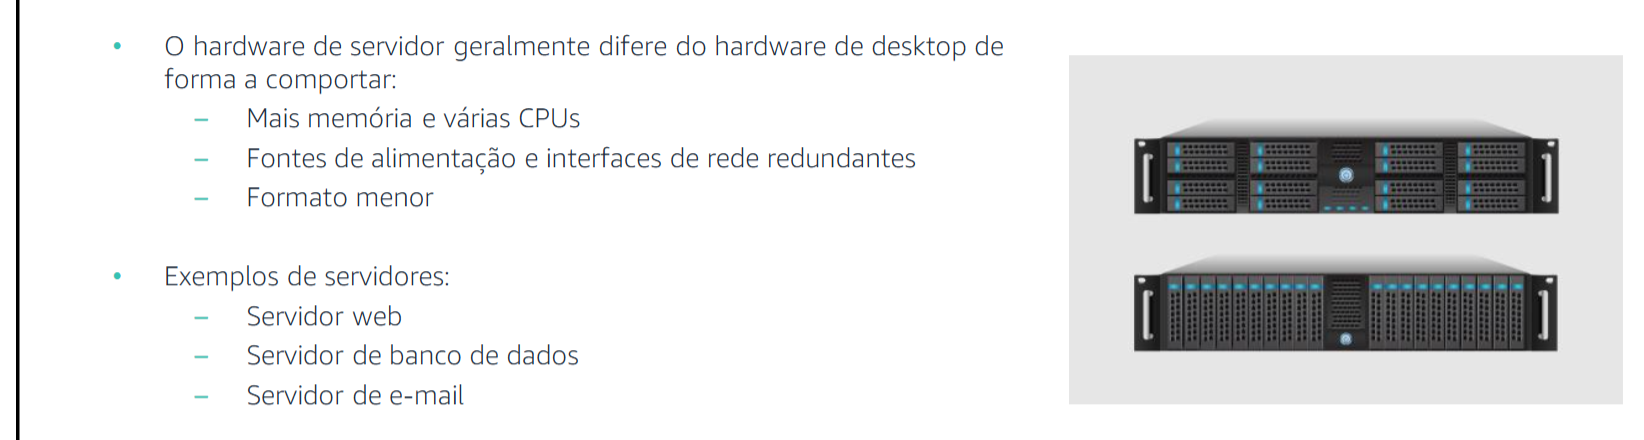 • O hardware de servidor geralmente difere do hardware de desktop de
forma a comportar:
– Mais memória e várias CPUs
– Fontes de alimentação e interfaces de rede redundantes
– Formato menor
• Exemplos de servidores:
– Servidor web
– Servidor de banco de dados
– Servidor de e-mail